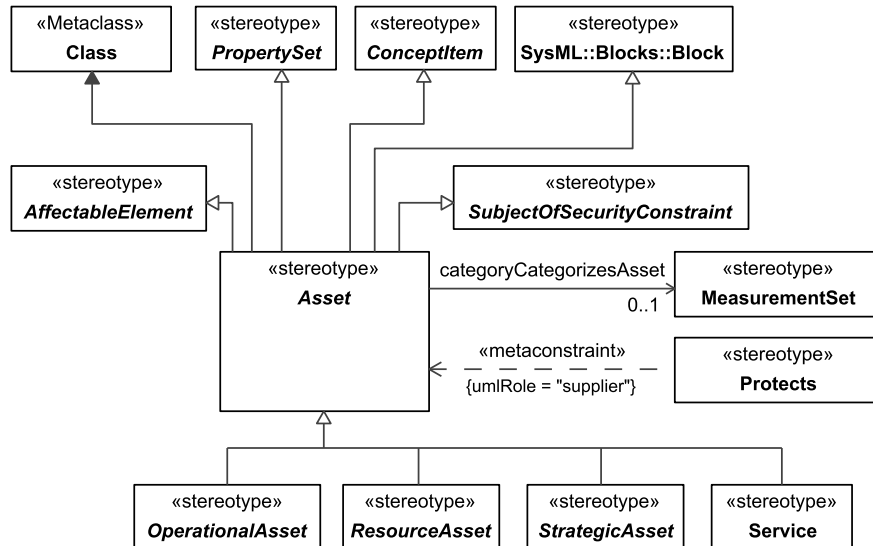 «Metaclass»
Class
«stereotype»
PropertySet
«stereotype»
ConceptItem
«stereotype»
SysML::Blocks::Block
«stereotype»
AffectableElement
«stereotype»
SubjectOfSecurityConstraint
«stereotype»
Asset
categoryCategorizesAsset
0..1
«stereotype»
MeasurementSet
«metaconstraint»
{umlRole = "supplier"}
«stereotype»
Protects
«stereotype»
OperationalAsset
«stereotype»
ResourceAsset
«stereotype»
StrategicAsset
«stereotype»
Service